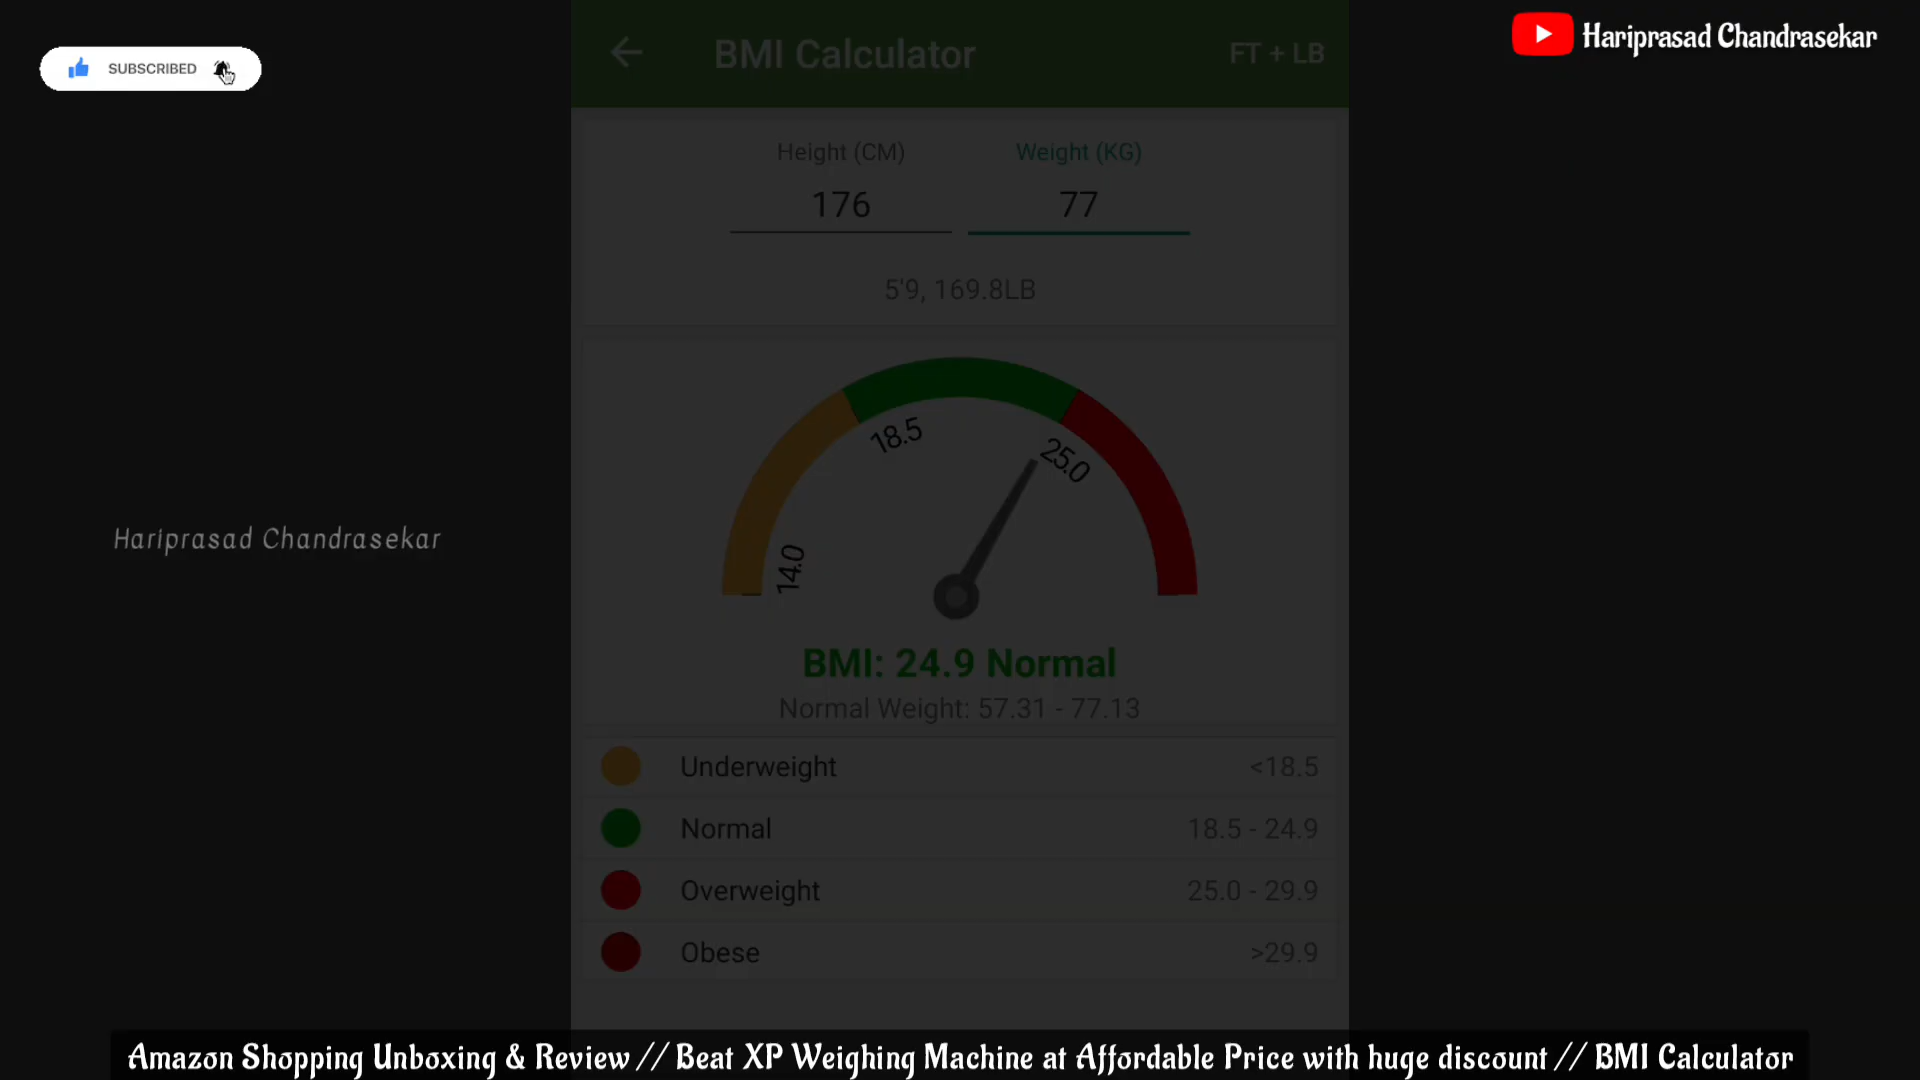 SUBSCRIBED
Hariprasad Chandrasekar
BMI Calculator
FT + LB
Height (CM)
Weight (KG)
176
77
5'9, 169.8LB
14.0
18.5
25.0
BMI: 24.9 Normal
Normal Weight: 57.31 - 77.13
Hariprasad Chandrasekar
Underweight <18.5
Normal 18.5 - 24.9
Overweight 25.0 - 29.9
Obese >29.9
Amazon Shopping Unboxing & Review // Beat XP Weighing Machine at Affordable Price with huge discount // BMI Calculator